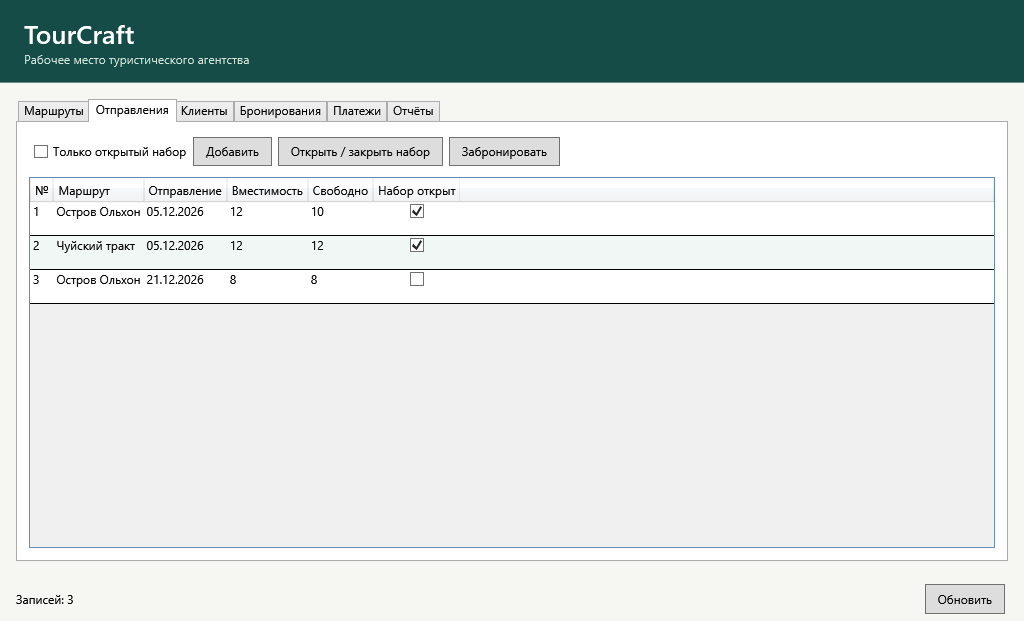 TourCraft
Рабочее место туристического агентства
Маршруты Отправления Клиенты Бронирования Платежи Отчёты
Только открытый набор Добавить Открыть / закрыть набор Забронировать
№ Маршрут Отправление Вместимость Свободно Набор открыт
1 Остров Ольхон 05.12.2026 12 10
2 Чуйский тракт 05.12.2026 12 12
3 Остров Ольхон 21.12.2026 8 8
Записей: 3 Обновить